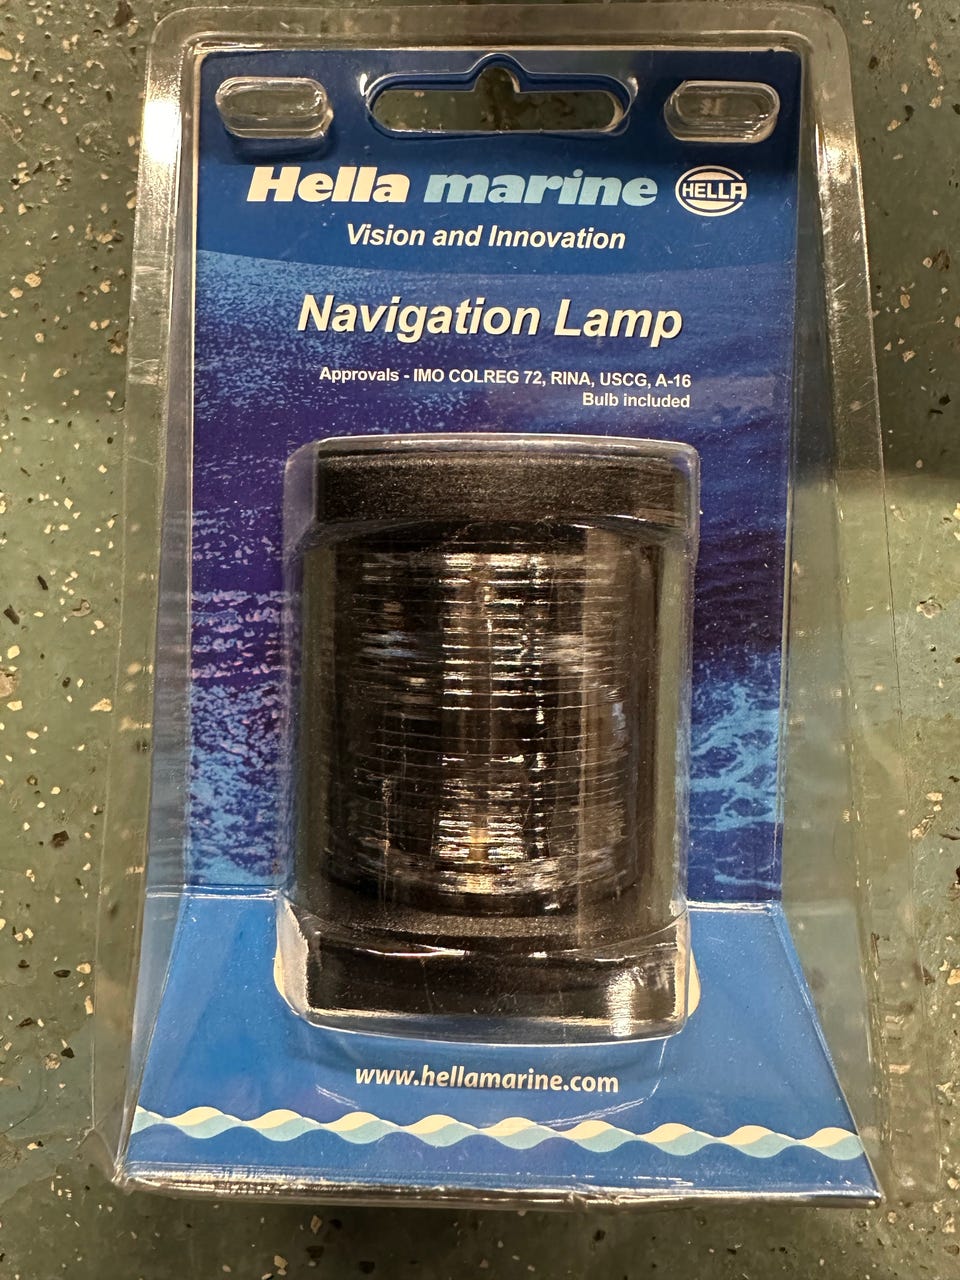 Hella marine HELLA
Vision and Innovation
Navigation Lamp
Approvals - IMO COLREG 72, RINA, USCG, A-16
Bulb included
www.hellamarine.com